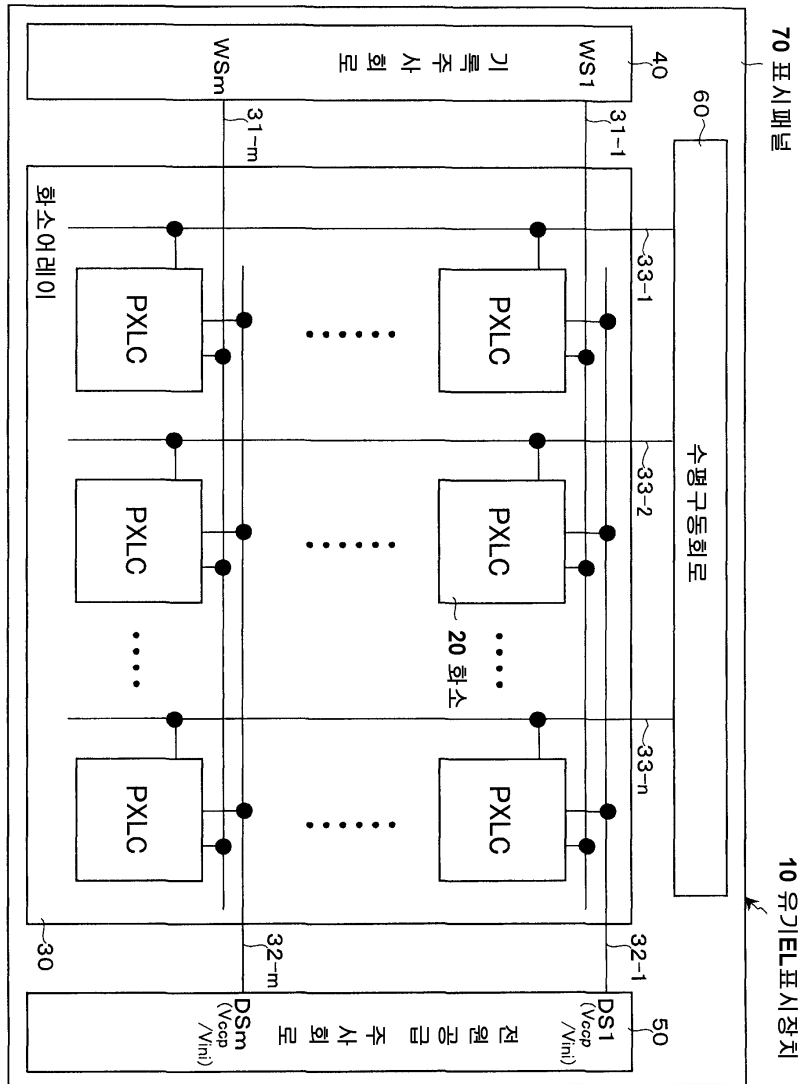 70 표시패널
10 유기EL표시장치
60
수평구동회로
40
33-1
33-2
33-n
50
WS1
31-1
32-1
DS1
(Vccp
/Vini)
PXLC
PXLC
PXLC
20 화소
기록주사회로
전원공급 주사회로
WSm
31-m
32-m
DSm
(Vccp
/Vini)
PXLC
PXLC
PXLC
화소어레이
30